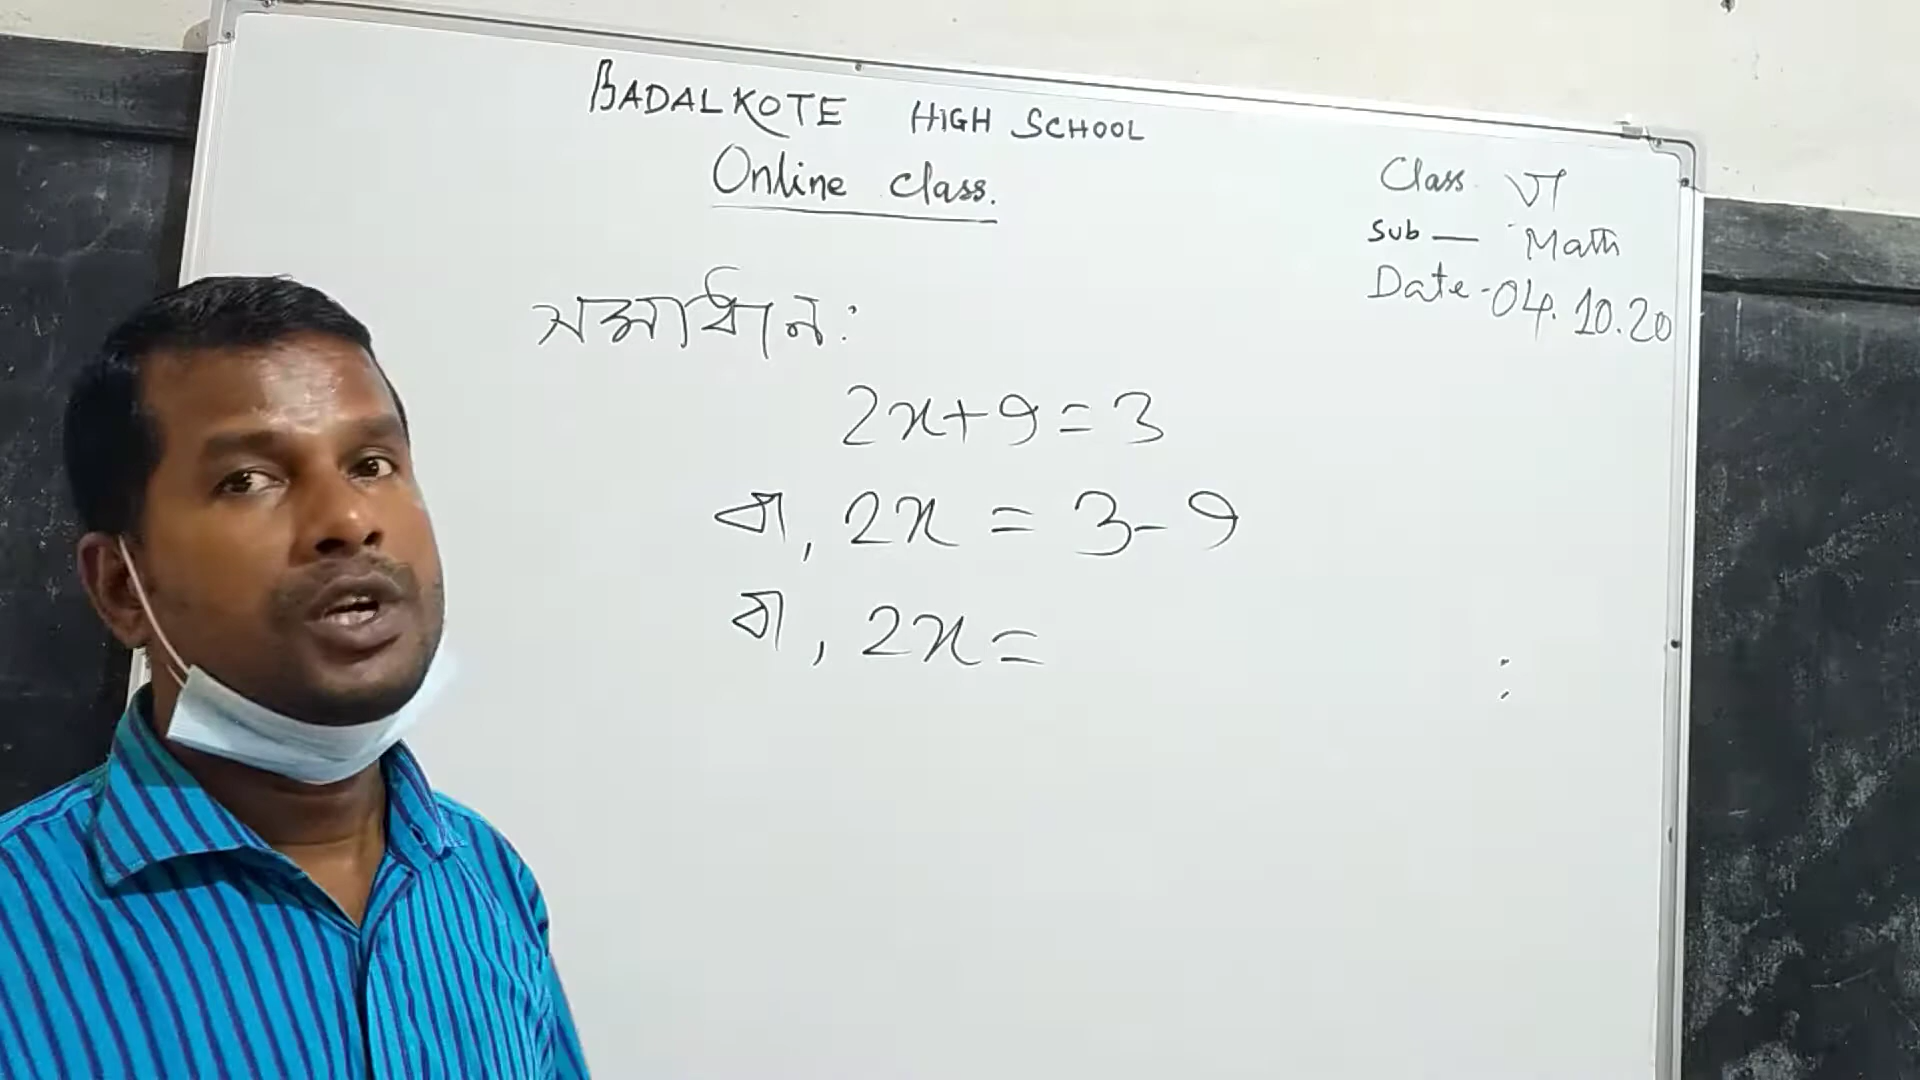 BADALKOTE HIGH SCHOOL
Online class.
Class VI
Sub — Math
Date - 04.10.20
সমাধান:
2x+9=3
বা, 2x = 3-9
বা, 2x=